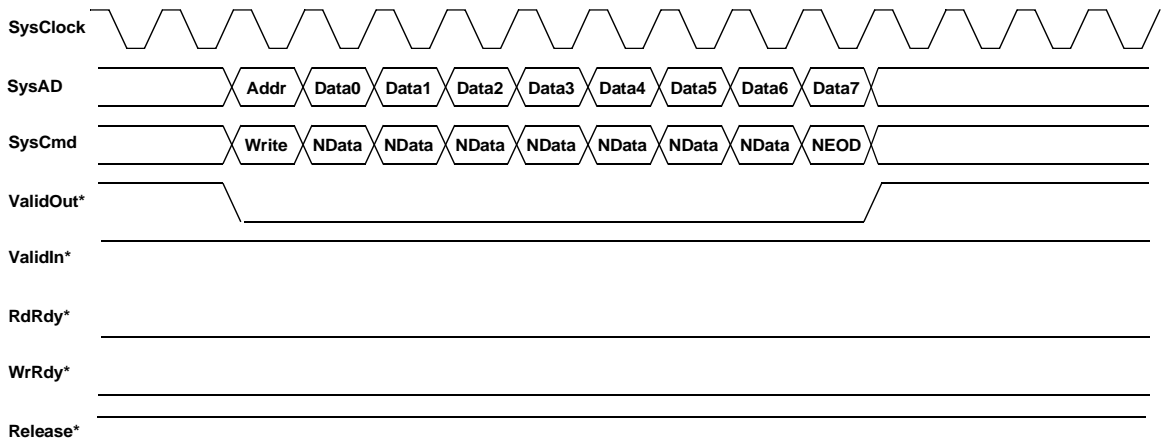 SysClock
SysAD Addr Data0 Data1 Data2 Data3 Data4 Data5 Data6 Data7
SysCmd Write NData NData NData NData NData NData NData NEOD
ValidOut*
ValidIn*
RdRdy*
WrRdy*
Release*